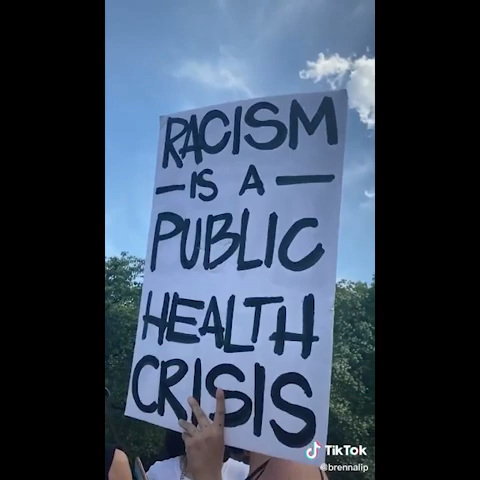 RACISM
— IS A —
PUBLIC
HEALTH
CRISIS
TikTok
@brennalip